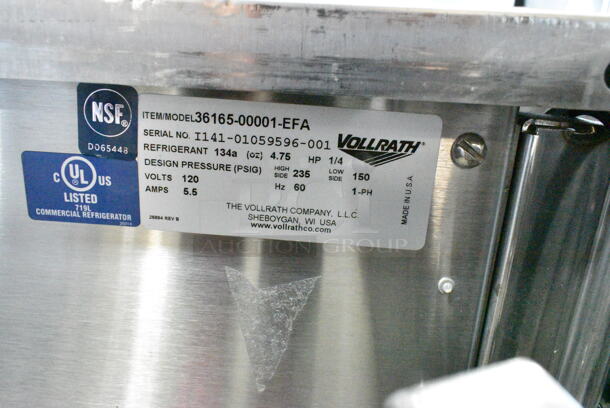 NSF®
D065448
ITEM/MODEL 36165-00001-EFA
SERIAL NO. I141-01059596-001
REFRIGERANT 134a (oz) 4.75 HP 1/4
DESIGN PRESSURE (PSIG) HIGH SIDE 235 LOW SIDE 150
VOLTS 120 Hz 60 1-PH
AMPS 5.5
VOLLRATH®
THE VOLLRATH COMPANY, L.L.C.
SHEBOYGAN, WI USA
www.vollrathco.com
MADE IN U.S.A.
C UL US
LISTED
719L
COMMERCIAL REFRIGERATOR
AUCTION GROUP